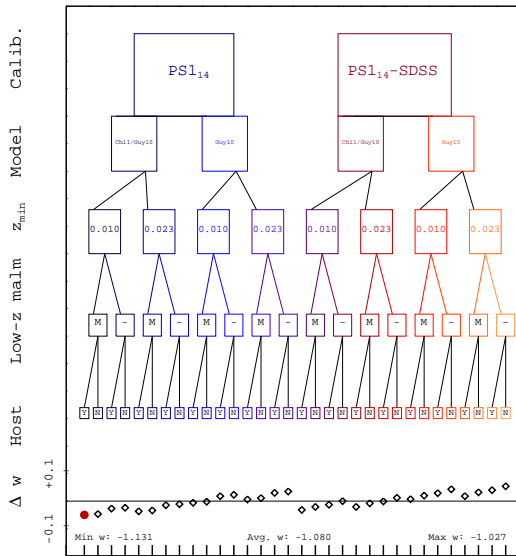 Calib.
PS1₁₄ PS1₁₄-SDSS
Model
Ch11/Guy10 Guy10 Ch11/Guy10 Guy10
z_min
0.010 0.023 0.010 0.023 0.010 0.023 0.010 0.023
Low-z malm
M - M - M - M - M - M - M - M -
Host
Y N Y N Y N Y N Y N Y N Y N Y N Y N Y N Y N Y N Y N Y N Y N Y N
Δ w
+0.1
-0.1
Min w: -1.131 Avg. w: -1.080 Max w: -1.027